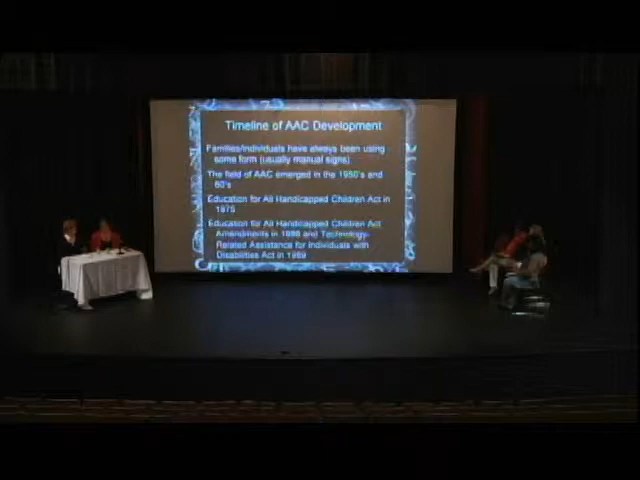 Timeline of AAC Development
Families/Individuals have always been using
some form (usually manual signs)
The field of AAC emerged in the 1950's and
60's
Education for All Handicapped Children Act in
1975
Education for All Handicapped Children Act
Amendments in 1986 and Technology-
Related Assistance for Individuals with
Disabilities Act in 1989